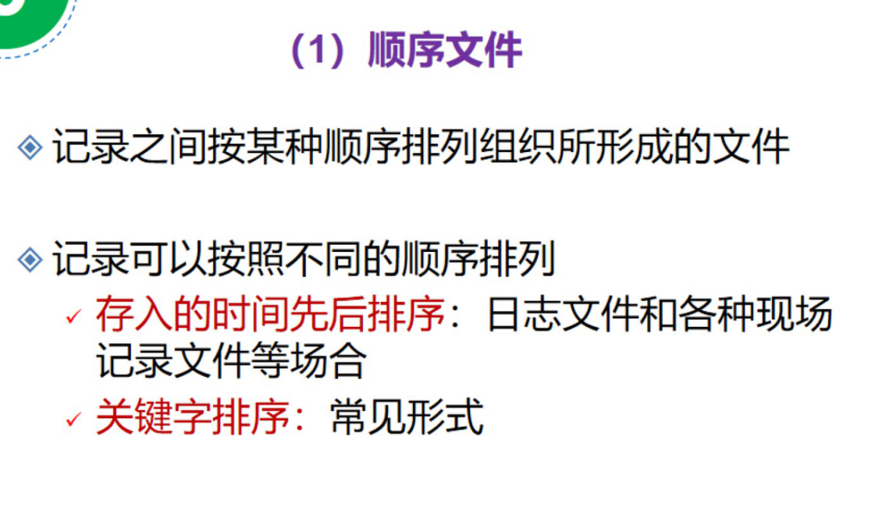 （1）顺序文件
记录之间按某种顺序排列组织所形成的文件
记录可以按照不同的顺序排列
存入的时间先后排序：日志文件和各种现场
记录文件等场合
关键字排序：常见形式